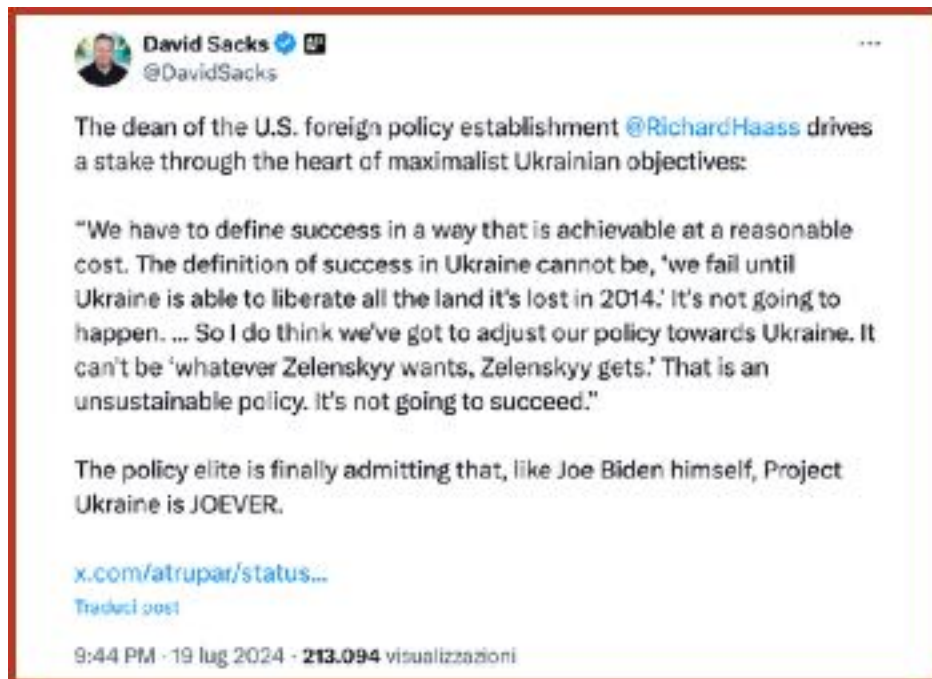 David Sacks
@DavidSacks
The dean of the U.S. foreign policy establishment @RichardHaass drives
a stake through the heart of maximalist Ukrainian objectives:
“We have to define success in a way that is achievable at a reasonable
cost. The definition of success in Ukraine cannot be, ‘we fail until
Ukraine is able to liberate all the land it's lost in 2014.’ It's not going to
happen. ... So I do think we've got to adjust our policy towards Ukraine. It
can't be ‘whatever Zelenskyy wants, Zelenskyy gets.’ That is an
unsustainable policy. It's not going to succeed.”
The policy elite is finally admitting that, like Joe Biden himself, Project
Ukraine is JOEVER.
x.com/atrupar/status...
Traduci post
9:44 PM · 19 lug 2024 · 213.094 visualizzazioni